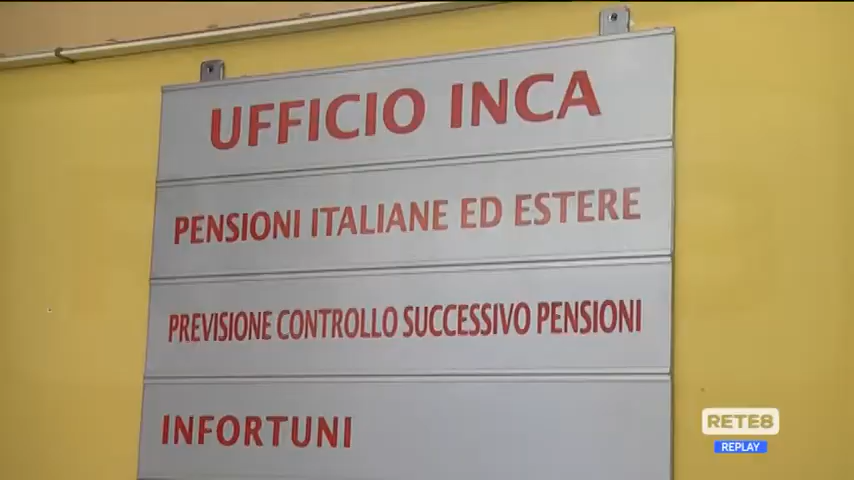 UFFICIO INCA
PENSIONI ITALIANE ED ESTERE
PREVISIONE CONTROLLO SUCCESSIVO PENSIONI
INFORTUNI
RETE8
REPLAY